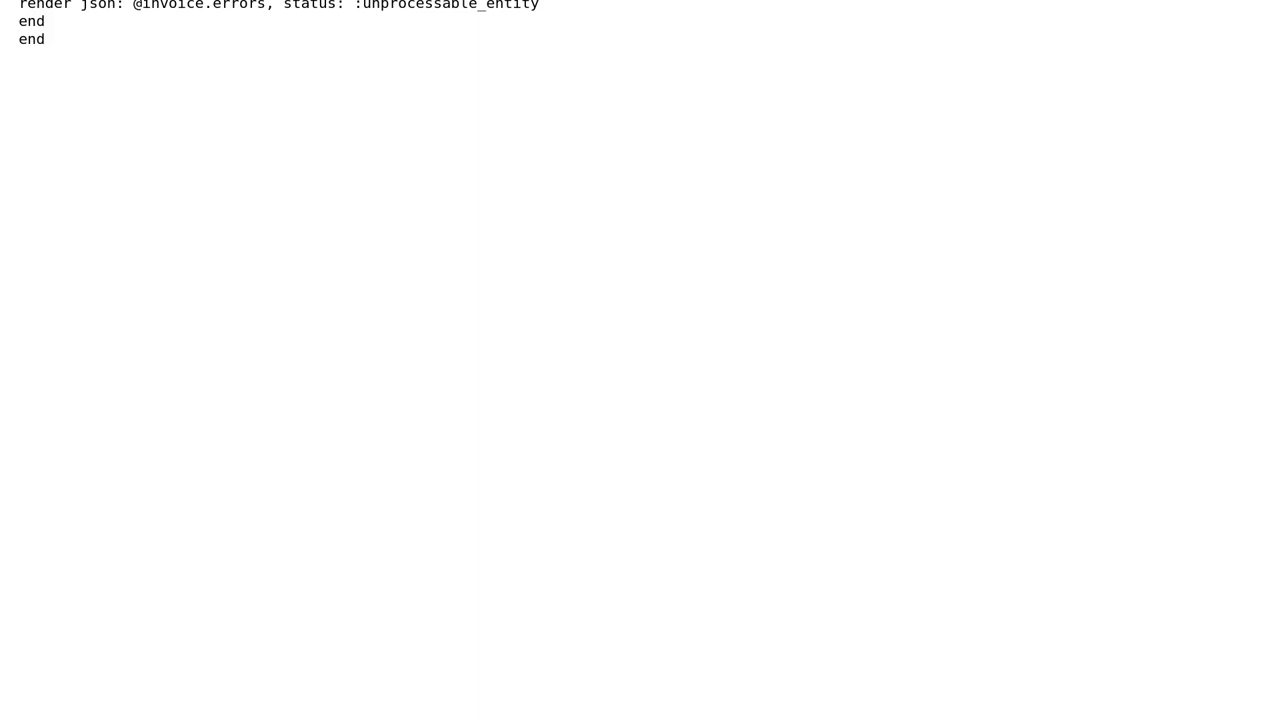 render json: @invoice.errors, status: :unprocessable_entity
end
end